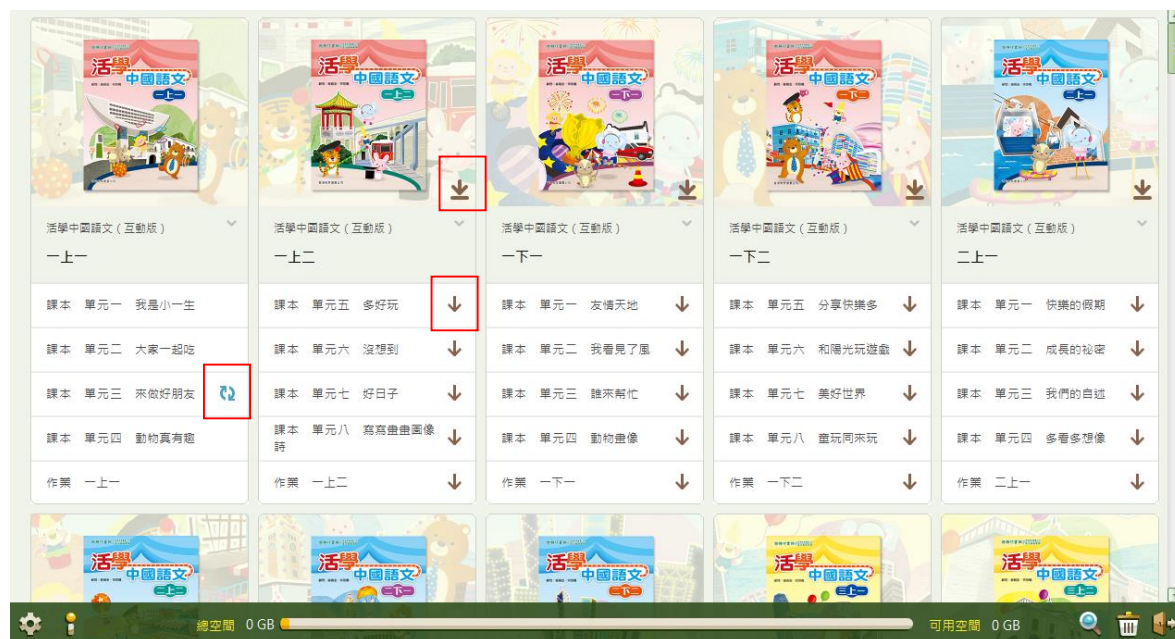 活學
中國語文
一上一
活學
中國語文
一上二
活學
中國語文
一下一
活學
中國語文
一下二
活學
中國語文
二上一
活學中國語文(互動版)
一上一
課本 單元一 我是小一生
課本 單元二 大家一起吃
課本 單元三 來做好朋友
課本 單元四 動物真有趣
作業 一上一
活學中國語文(互動版)
一上二
課本 單元五 多好玩
課本 單元六 沒想到
課本 單元七 好日子
課本 單元八 寫寫畫畫圖像
詩
作業 一上二
活學中國語文(互動版)
一下一
課本 單元一 友情天地
課本 單元二 我看見了風
課本 單元三 誰來幫忙
課本 單元四 動物畫像
作業 一下一
活學中國語文(互動版)
一下二
課本 單元五 分享快樂多
課本 單元六 和陽光玩遊戲
課本 單元七 美好世界
課本 單元八 童玩同來玩
作業 一下二
活學中國語文(互動版)
二上一
課本 單元一 快樂的假期
課本 單元二 成長的祕密
課本 單元三 我們的自述
課本 單元四 多看多想像
作業 二上一
活學
中國語文
二上二
活學
中國語文
二下一
活學
中國語文
二下二
活學
中國語文
三上一
活學
中國語文
三上二
總空間 0 GB
可用空間 0 GB